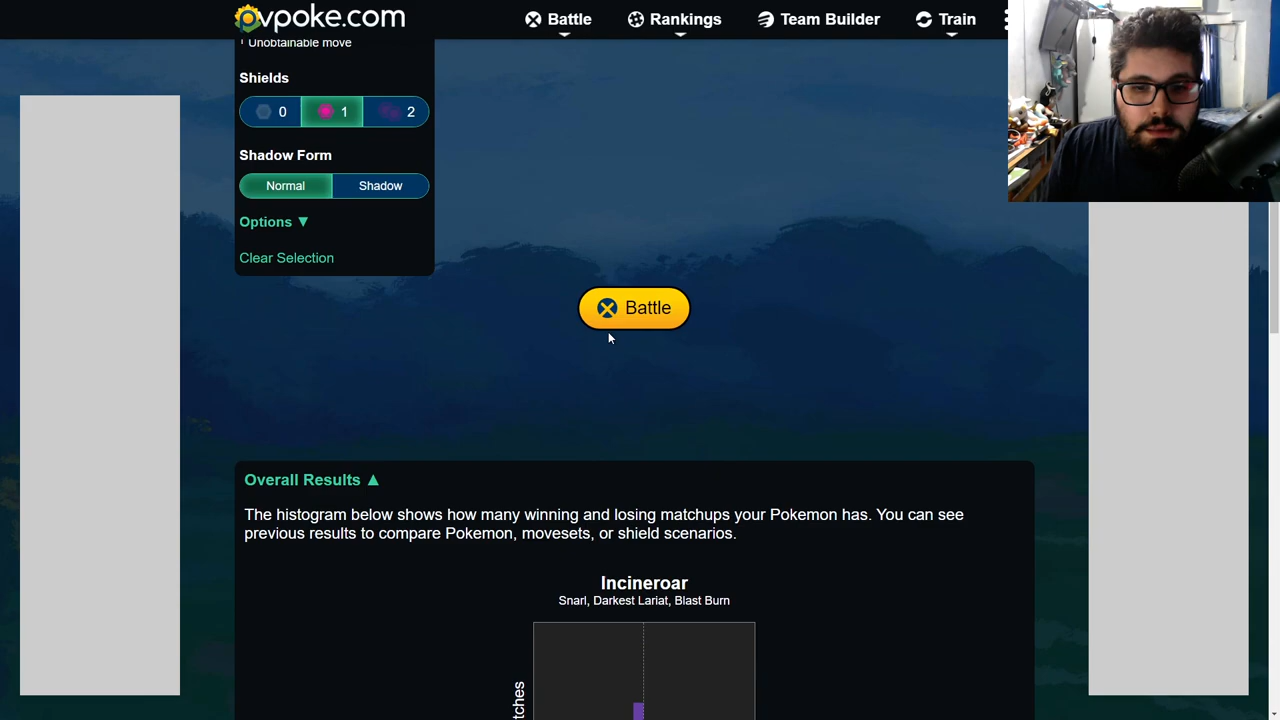 pvpoke.com
Battle
Rankings
Team Builder
Train
† Unobtainable move
Shields
0
1
2
Shadow Form
Normal
Shadow
Options ▼
Clear Selection
Battle
Overall Results ▲
The histogram below shows how many winning and losing matchups your Pokemon has. You can see
previous results to compare Pokemon, movesets, or shield scenarios.
Incineroar
Snarl, Darkest Lariat, Blast Burn